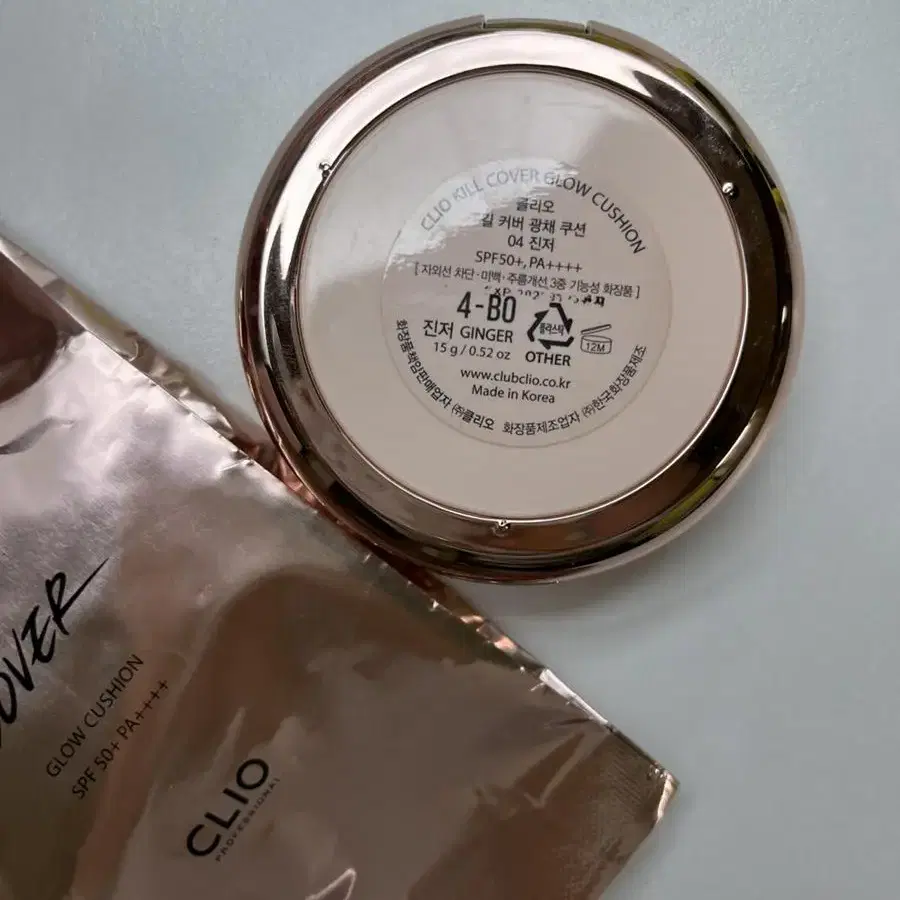 CLIO KILL COVER GLOW CUSHION
클리오
킬 커버 광채 쿠션
04 진저
SPF50+, PA++++
[ 자외선 차단·미백·주름개선 3중 기능성 화장품 ]
4-BO
진저 GINGER
15 g / 0.52 oz
플라스틱
OTHER
12M
www.clubclio.co.kr
Made in Korea
화장품책임판매업자 ㈜클리오 화장품제조업자 ㈜한국화장품제조
GLOW CUSHION
SPF 50+ PA++++
CLIO
PROFESSIONAL